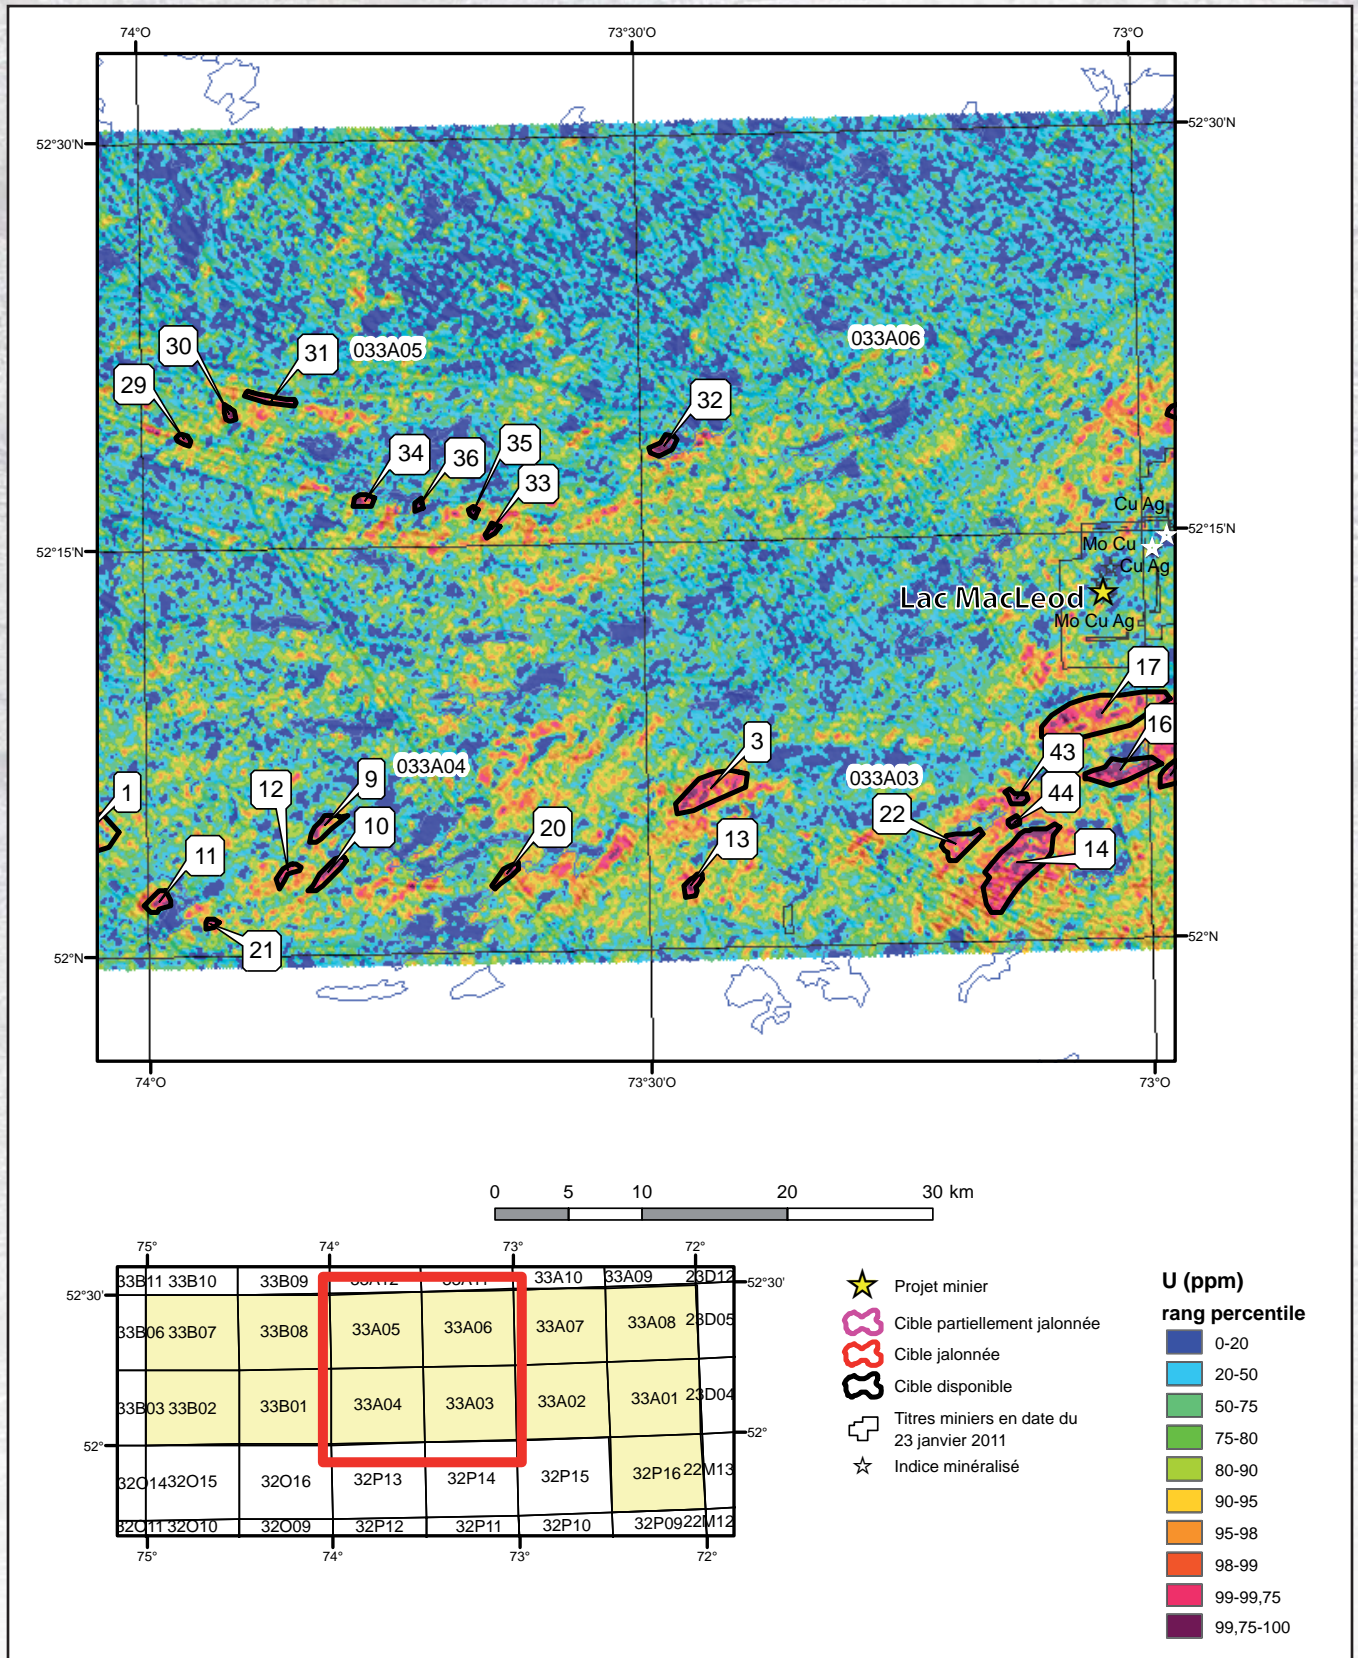 74°O 73°30'O 73°O
52°30'N 52°30'N
30 31 033A05 033A06
29 32
34 36 35 33
Cu Ag
52°15'N 52°15'N
Mo Cu
Cu Ag
Lac MacLeod
Mo Cu Ag
17
16
3 43
033A04 033A03
1 12 9 44
22
10 20 13 14
11
21
52°N 52°N
74°O 73°30'O 73°O
0 5 10 20 30 km
75° 74° 73° 72°
33B11 33B10 33B09 33A12 33A11 33A10 33A09 23D12
52°30' 52°30'
33B06 33B07 33B08 33A05 33A06 33A07 33A08 23D05
33B03 33B02 33B01 33A04 33A03 33A02 33A01 23D04
52° 52°
32O14 32O15 32O16 32P13 32P14 32P15 32P16 22M13
32O11 32O10 32O09 32P12 32P11 32P10 32P09 22M12
75° 74° 73° 72°
Projet minier
Cible partiellement jalonnée
Cible jalonnée
Cible disponible
Titres miniers en date du
23 janvier 2011
Indice minéralisé
U (ppm)
rang percentile
0-20
20-50
50-75
75-80
80-90
90-95
95-98
98-99
99-99,75
99,75-100